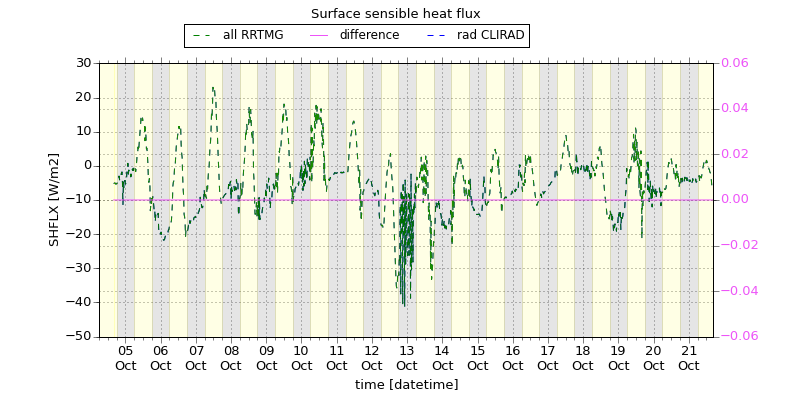 Surface sensible heat flux
all RRTMG difference rad CLIRAD
SHFLX [W/m2]
30
20
10
0
−10
−20
−30
−40
−50
0.06
0.04
0.02
0.00
−0.02
−0.04
−0.06
05 06 07 08 09 10 11 12 13 14 15 16 17 18 19 20 21
Oct Oct Oct Oct Oct Oct Oct Oct Oct Oct Oct Oct Oct Oct Oct Oct Oct
time [datetime]